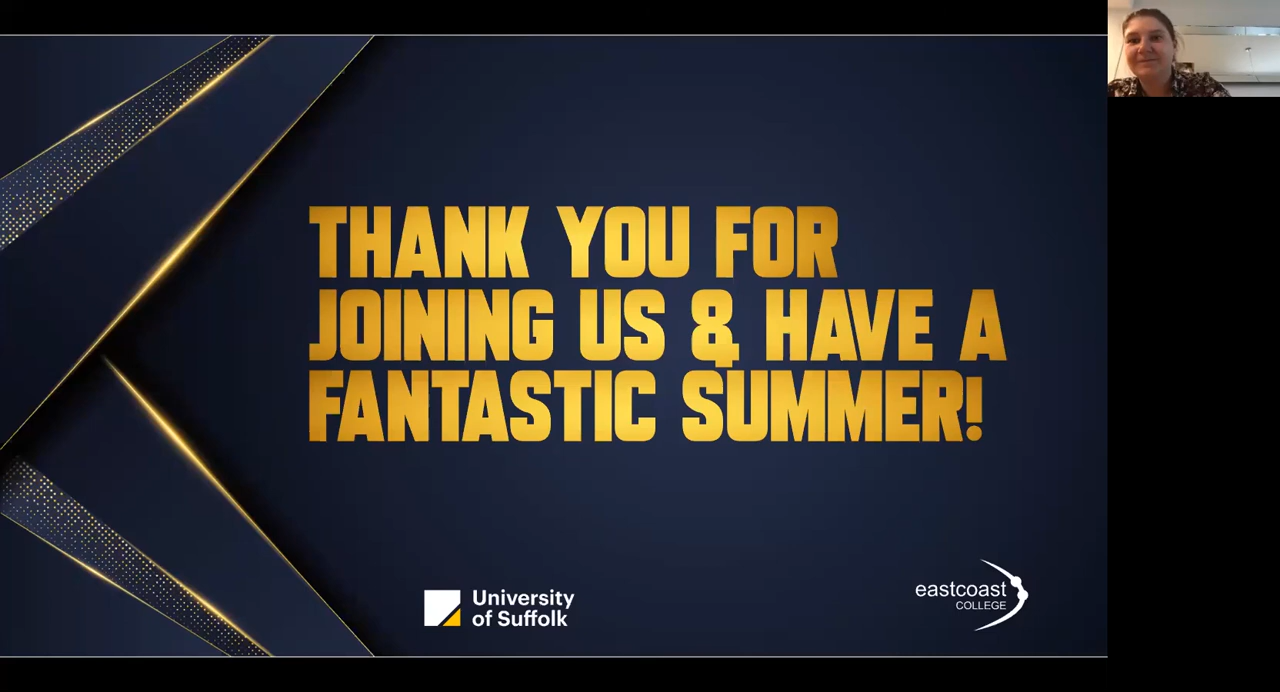 THANK YOU FOR
JOINING US & HAVE A
FANTASTIC SUMMER!
University
of Suffolk
eastcoast
COLLEGE